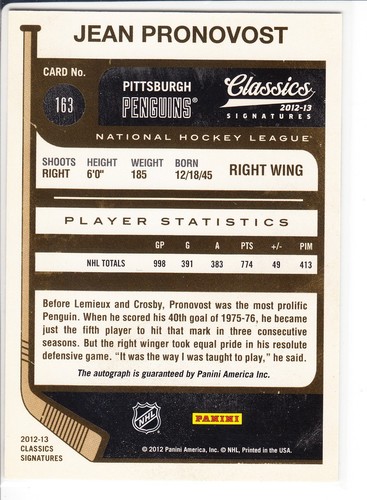 JEAN PRONOVOST
CARD No.
163
PITTSBURGH
PENGUINS®
Classics
2012-13
SIGNATURES
NATIONAL HOCKEY LEAGUE
SHOOTS HEIGHT WEIGHT BORN
RIGHT 6'0" 185 12/18/45 RIGHT WING
PLAYER STATISTICS
GP G A PTS +/- PIM
NHL TOTALS 998 391 383 774 49 413
Before Lemieux and Crosby, Pronovost was the most prolific
Penguin. When he scored his 40th goal of 1975-76, he became
just the fifth player to hit that mark in three consecutive
seasons. But the right winger took equal pride in his resolute
defensive game. "It was the way I was taught to play," he said.
The autograph is guaranteed by Panini America Inc.
NHL
PANINI
2012-13
CLASSICS
SIGNATURES
© 2012 Panini America, Inc. © NHL, Printed in the USA.